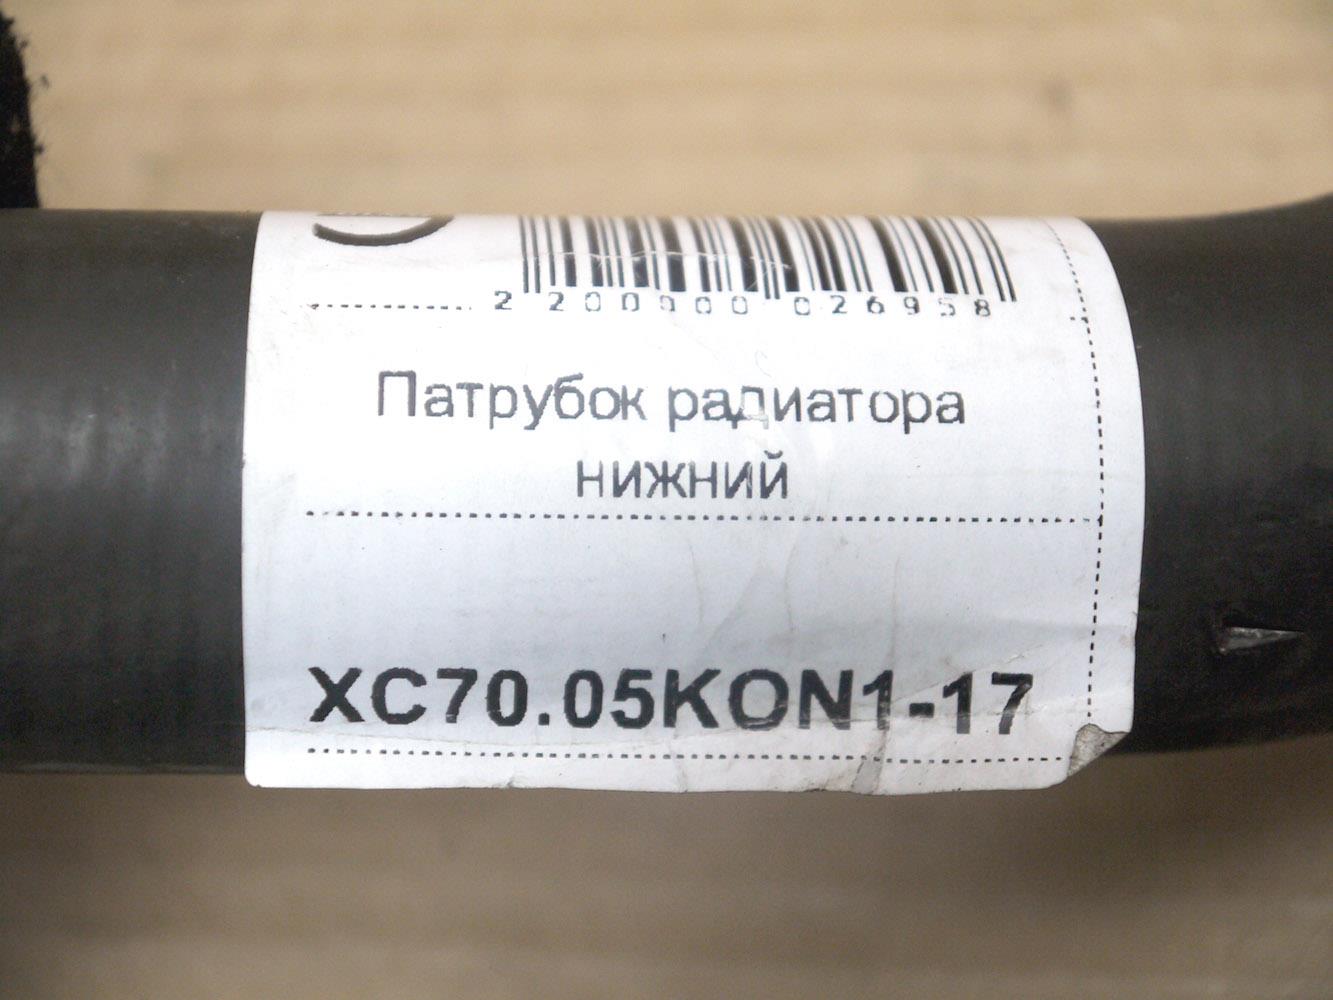 2 200000 026958
Патрубок радиатора
нижний
XC70.05KON1-17